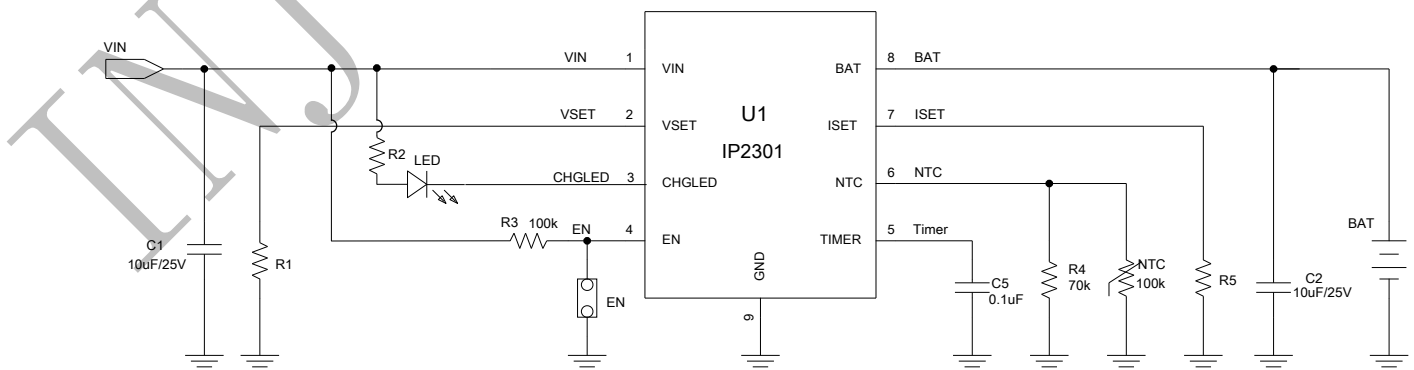 INJ
VIN
VIN 1 VIN
BAT 8 BAT
VSET 2 VSET
U1
ISET 7 ISET
IP2301
R2 LED
CHGLED 3 CHGLED
NTC 6 NTC
R3 100k EN 4 EN
TIMER 5 Timer
GND
9
C1
10uF/25V
R1
EN
C5
0.1uF
R4
70k
NTC
100k
R5
C2
10uF/25V
BAT